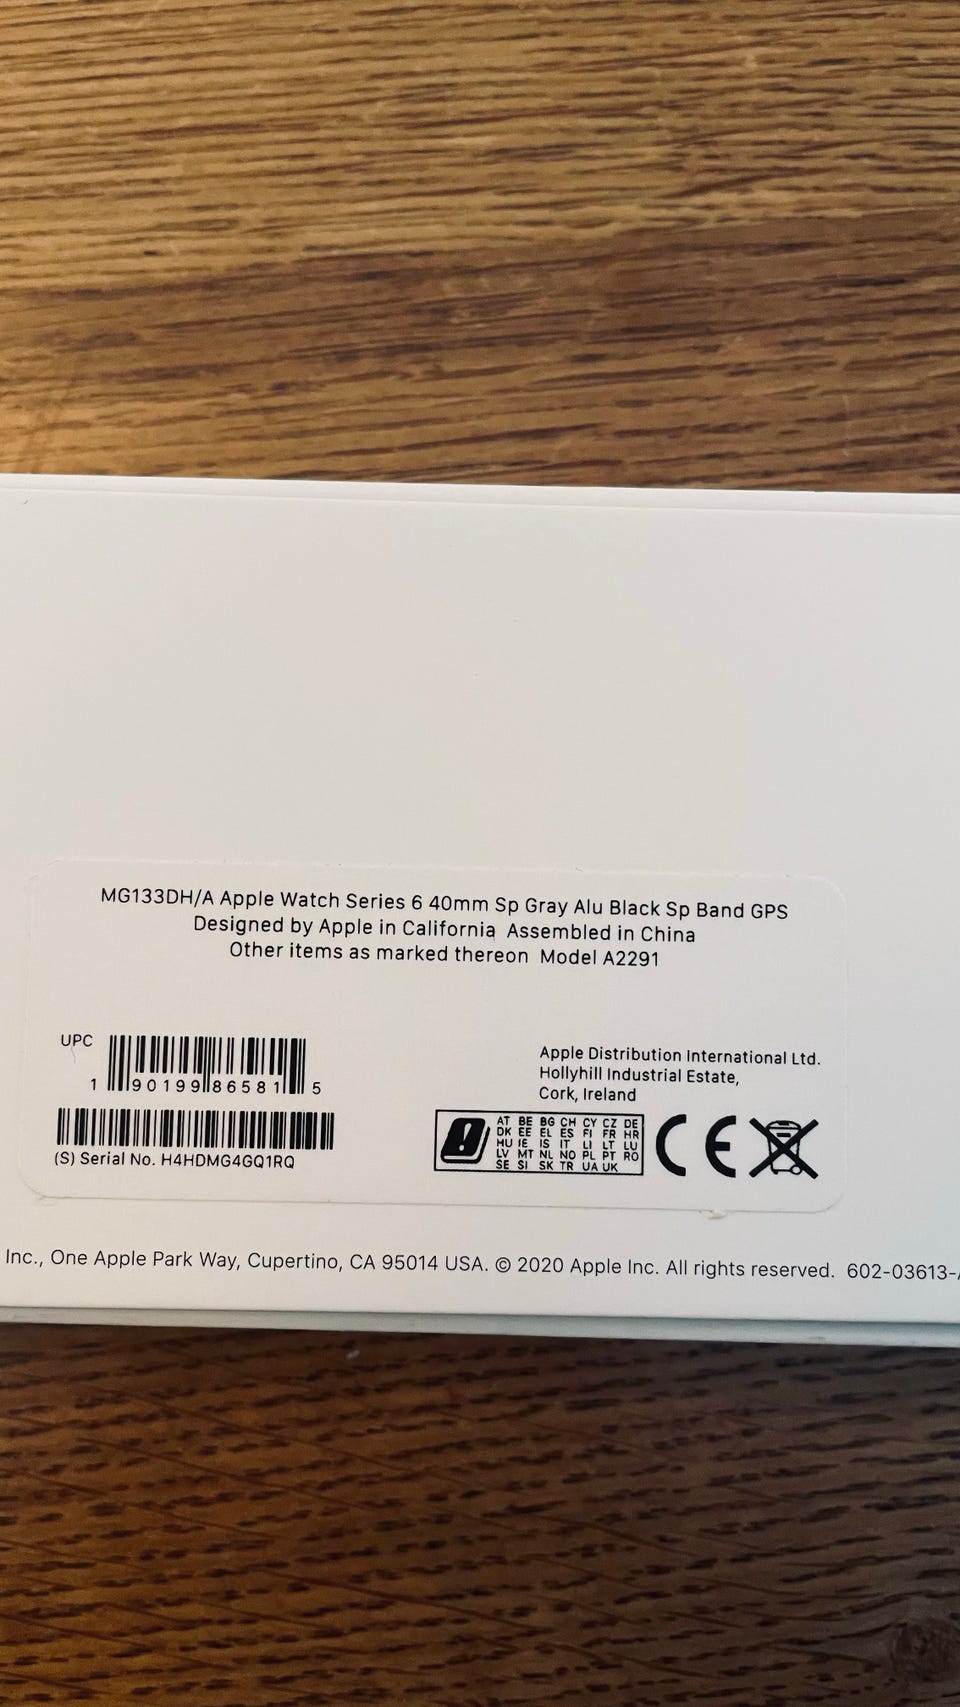 MG133DH/A Apple Watch Series 6 40mm Sp Gray Alu Black Sp Band GPS
Designed by Apple in California Assembled in China
Other items as marked thereon Model A2291
UPC
1 90199 86581 5
(S) Serial No. H4HDMG4GQ1RQ
Apple Distribution International Ltd.
Hollyhill Industrial Estate,
Cork, Ireland
AT BE BG CH CY CZ DE
DK EE EL ES FI FR HR
HU IE IS IT LI LT LU
LV MT NL NO PL PT RO
SE SI SK TR UA UK
CE
Inc., One Apple Park Way, Cupertino, CA 95014 USA. © 2020 Apple Inc. All rights reserved. 602-03613-